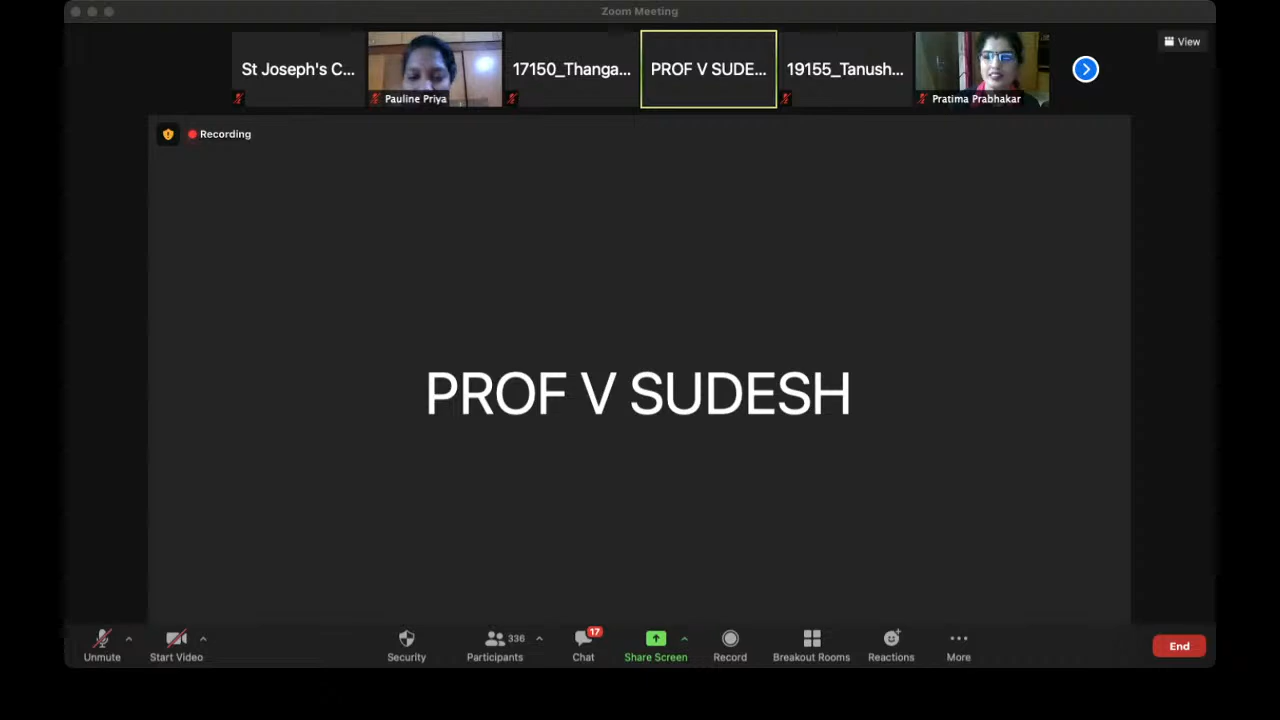 Zoom Meeting
St Joseph's C...
Pauline Priya
17150_Thanga...
PROF V SUDE...
19155_Tanush...
Pratima Prabhakar
View
Recording
PROF V SUDESH
Unmute
Start Video
Security
336
Participants
17
Chat
Share Screen
Record
Breakout Rooms
Reactions
More
End